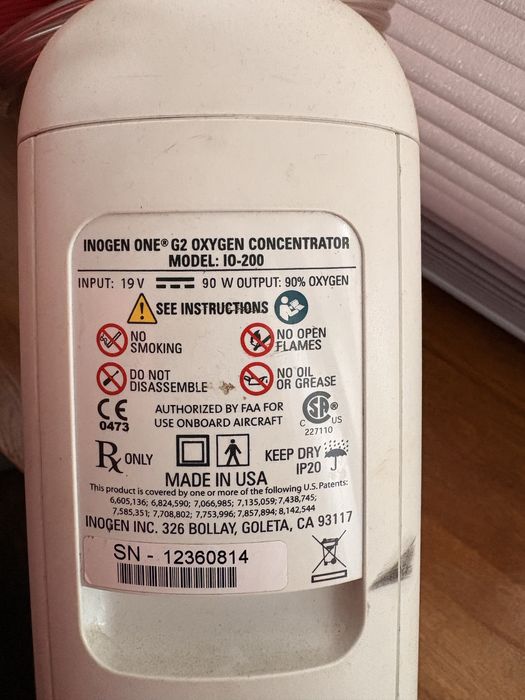 INOGEN ONE® G2 OXYGEN CONCENTRATOR
MODEL: IO-200
INPUT: 19 V 90 W OUTPUT: 90% OXYGEN
SEE INSTRUCTIONS
NO SMOKING
NO OPEN FLAMES
DO NOT DISASSEMBLE
NO OIL OR GREASE
CE
0473
AUTHORIZED BY FAA FOR
USE ONBOARD AIRCRAFT
C SA ® US
227110
Rx ONLY
KEEP DRY
IP20
MADE IN USA
This product is covered by one or more of the following U.S. Patents:
6,605,136; 6,824,590; 7,066,985; 7,135,059; 7,438,745;
7,585,351; 7,708,802; 7,753,996; 7,857,894; 8,142,544
INOGEN INC. 326 BOLLAY, GOLETA, CA 93117
SN - 12360814